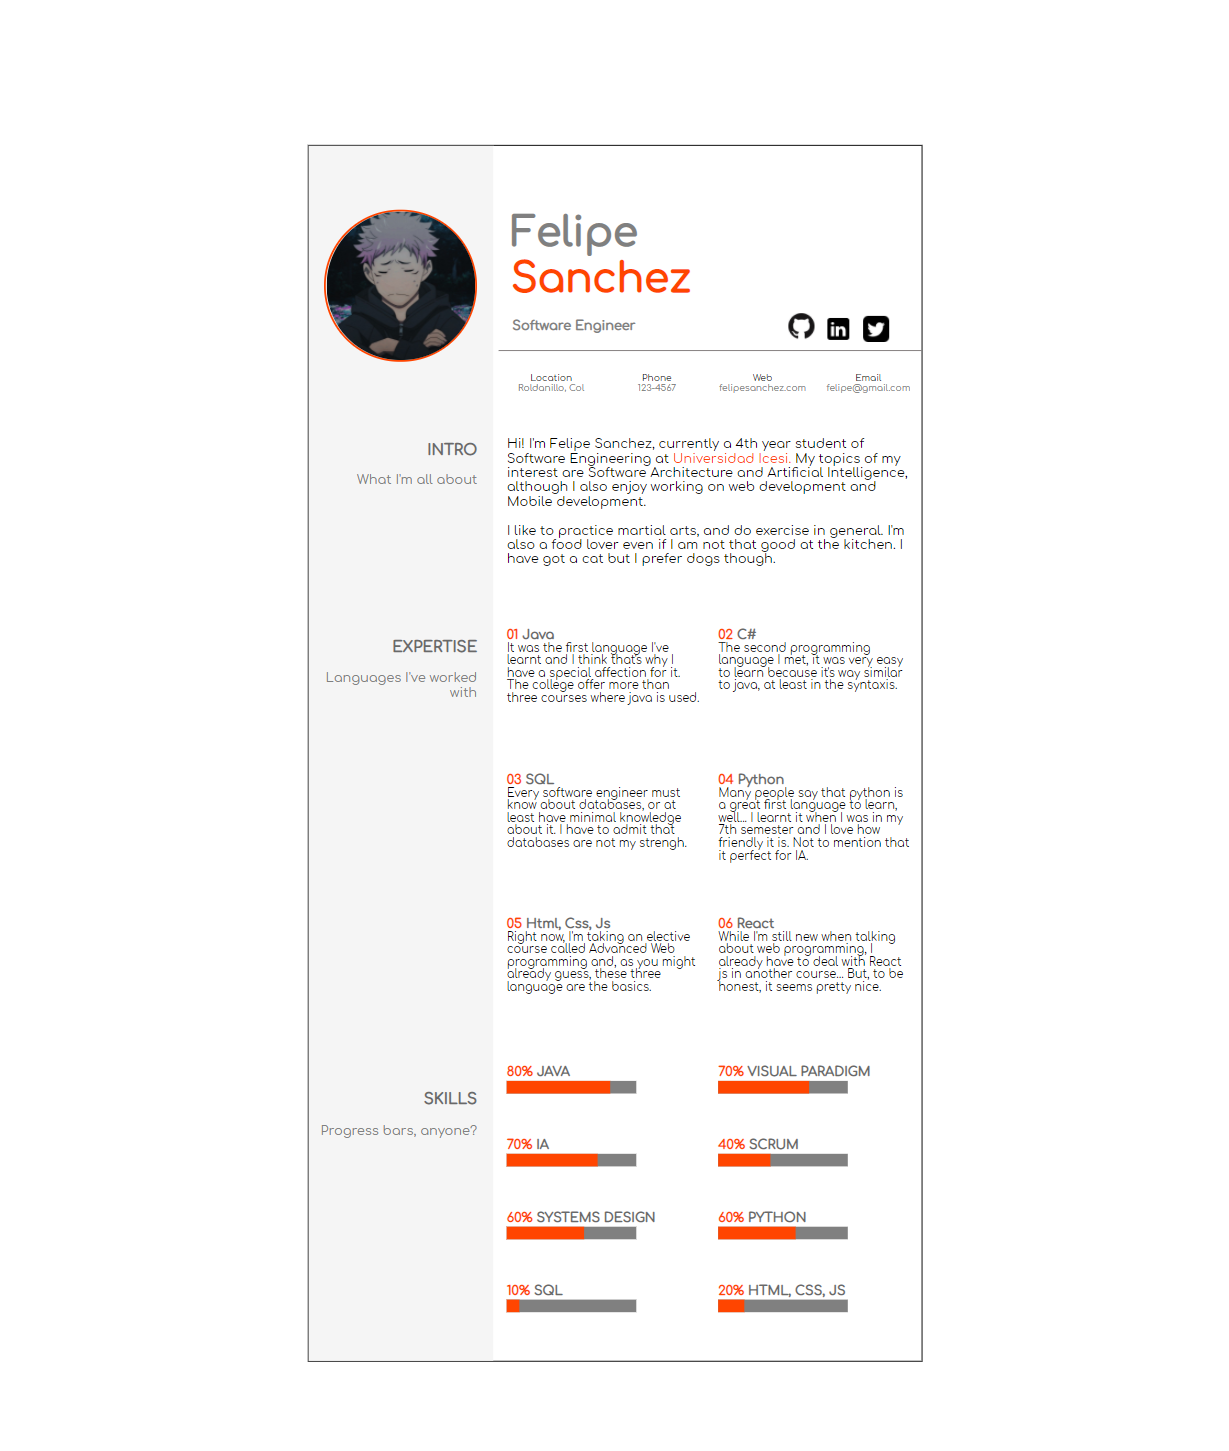 Felipe
Sanchez
Software Engineer
in
Location
Roldanillo, Col
Phone
123-4567
Web
felipesanchez.com
Email
felipe@gmail.com
INTRO
What I'm all about
Hi! I'm Felipe Sanchez, currently a 4th year student of
Software Engineering at Universidad Icesi. My topics of my
interest are Software Architecture and Artificial Intelligence,
although I also enjoy working on web development and
Mobile development.
I like to practice martial arts, and do exercise in general. I'm
also a food lover even if I am not that good at the kitchen. I
have got a cat but I prefer dogs though.
EXPERTISE
Languages I've worked
with
01 Java
It was the first language I've
learnt and I think that's why I
have a special affection for it.
The college offer more than
three courses where java is used.
02 C#
The second programming
language I met, it was very easy
to learn because it's way similar
to java, at least in the syntaxis.
03 SQL
Every software engineer must
know about databases, or at
least have minimal knowledge
about it. I have to admit that
databases are not my strengh.
04 Python
Many people say that python is
a great first language to learn,
well... I learnt it when I was in my
7th semester and I love how
friendly it is. Not to mention that
it perfect for IA.
05 Html, Css, Js
Right now, I'm taking an elective
course called Advanced Web
programming and, as you might
already guess, these three
language are the basics.
06 React
While I'm still new when talking
about web programming, I
already have to deal with React
js in another course... But, to be
honest, it seems pretty nice.
SKILLS
Progress bars, anyone?
80% JAVA
70% VISUAL PARADIGM
70% IA
40% SCRUM
60% SYSTEMS DESIGN
60% PYTHON
10% SQL
20% HTML, CSS, JS